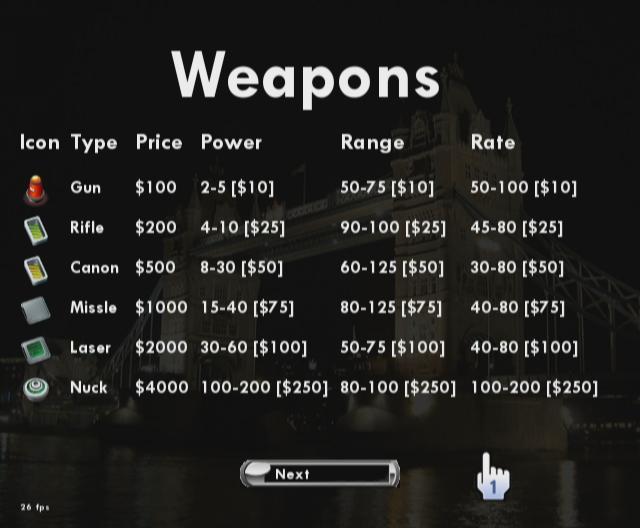 Weapons
Icon Type Price Power Range Rate
Gun $100 2-5 [$10] 50-75 [$10] 50-100 [$10]
Rifle $200 4-10 [$25] 90-100 [$25] 45-80 [$25]
Canon $500 8-30 [$50] 60-125 [$50] 30-80 [$50]
Missle $1000 15-40 [$75] 80-125 [$75] 40-80 [$75]
Laser $2000 30-60 [$100] 50-75 [$100] 40-80 [$100]
Nuck $4000 100-200 [$250] 80-100 [$250] 100-200 [$250]
Next
1
26 fps